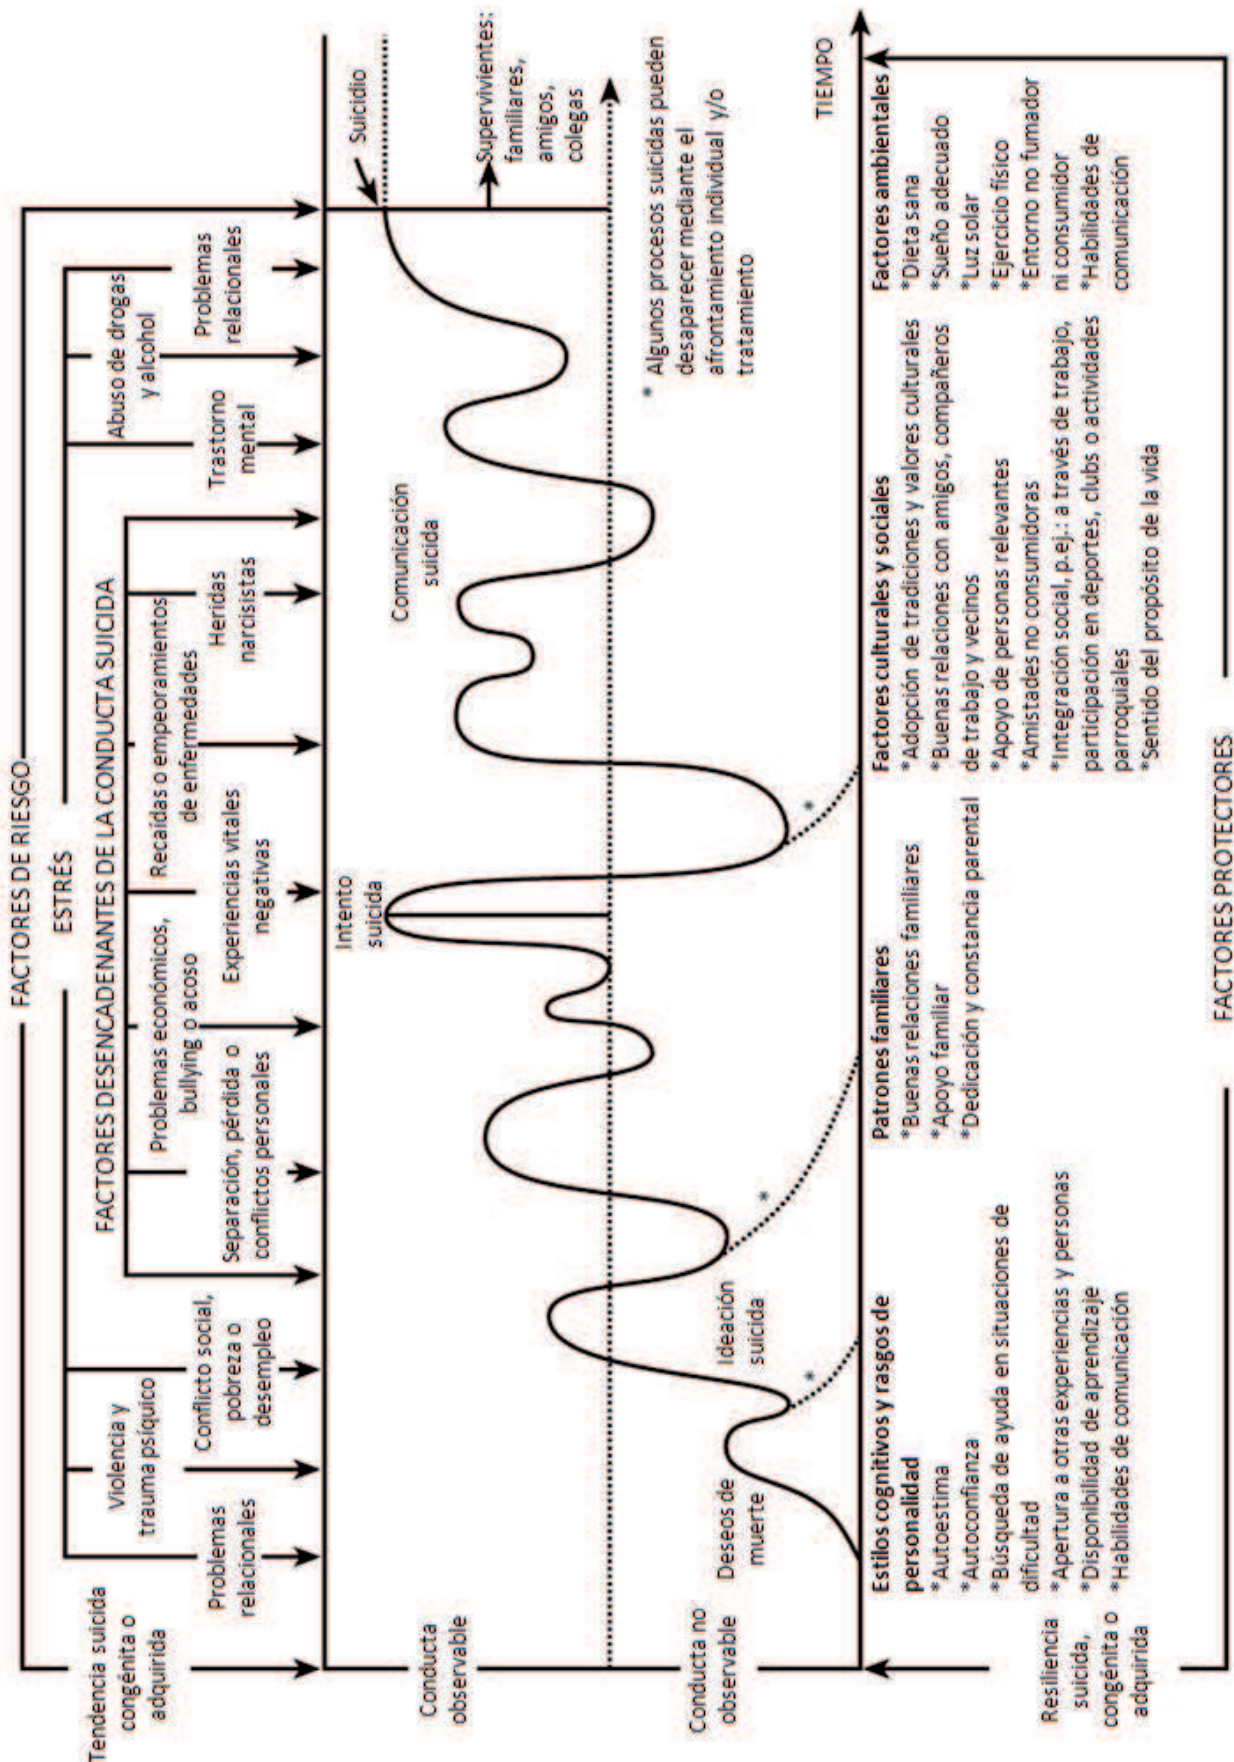 FACTORES DE RIESGO
ESTRÉS
FACTORES DESENCADENANTES DE LA CONDUCTA SUICIDA
Tendencia suicida
congénita o
adquirida
Problemas
relacionales
Violencia y
trauma psíquico
Conflicto social,
pobreza o
desempleo
Separación, pérdida o
conflictos personales
Problemas económicos,
bullying o acoso
Experiencias vitales
negativas
Recaídas o empeoramientos
de enfermedades
Heridas
narcisistas
Trastorno
mental
Abuso de drogas
y alcohol
Problemas
relacionales
Conducta
observable
Intento
suicida
Comunicación
suicida
Suicidio
Supervivientes:
familiares,
amigos,
colegas
Conducta no
observable
Deseos de
muerte
Ideación
suicida
*
*
*
* Algunos procesos suicidas pueden
desaparecer mediante el
afrontamiento individual y/o
tratamiento
TIEMPO
Resiliencia
suicida,
congénita o
adquirida
Estilos cognitivos y rasgos de
personalidad
*Autoestima
*Autoconfianza
*Búsqueda de ayuda en situaciones de
dificultad
*Apertura a otras experiencias y personas
*Disponibilidad de aprendizaje
*Habilidades de comunicación
Patrones familiares
*Buenas relaciones familiares
*Apoyo familiar
*Dedicación y constancia parental
Factores culturales y sociales
*Adopción de tradiciones y valores culturales
*Buenas relaciones con amigos, compañeros
de trabajo y vecinos
*Apoyo de personas relevantes
*Amistades no consumidoras
*Integración social, p.ej.: a través de trabajo,
participación en deportes, clubs o actividades
parroquiales
*Sentido del propósito de la vida
Factores ambientales
*Dieta sana
*Sueño adecuado
*Luz solar
*Ejercicio físico
*Entorno no fumador
ni consumidor
*Habilidades de
comunicación
FACTORES PROTECTORES